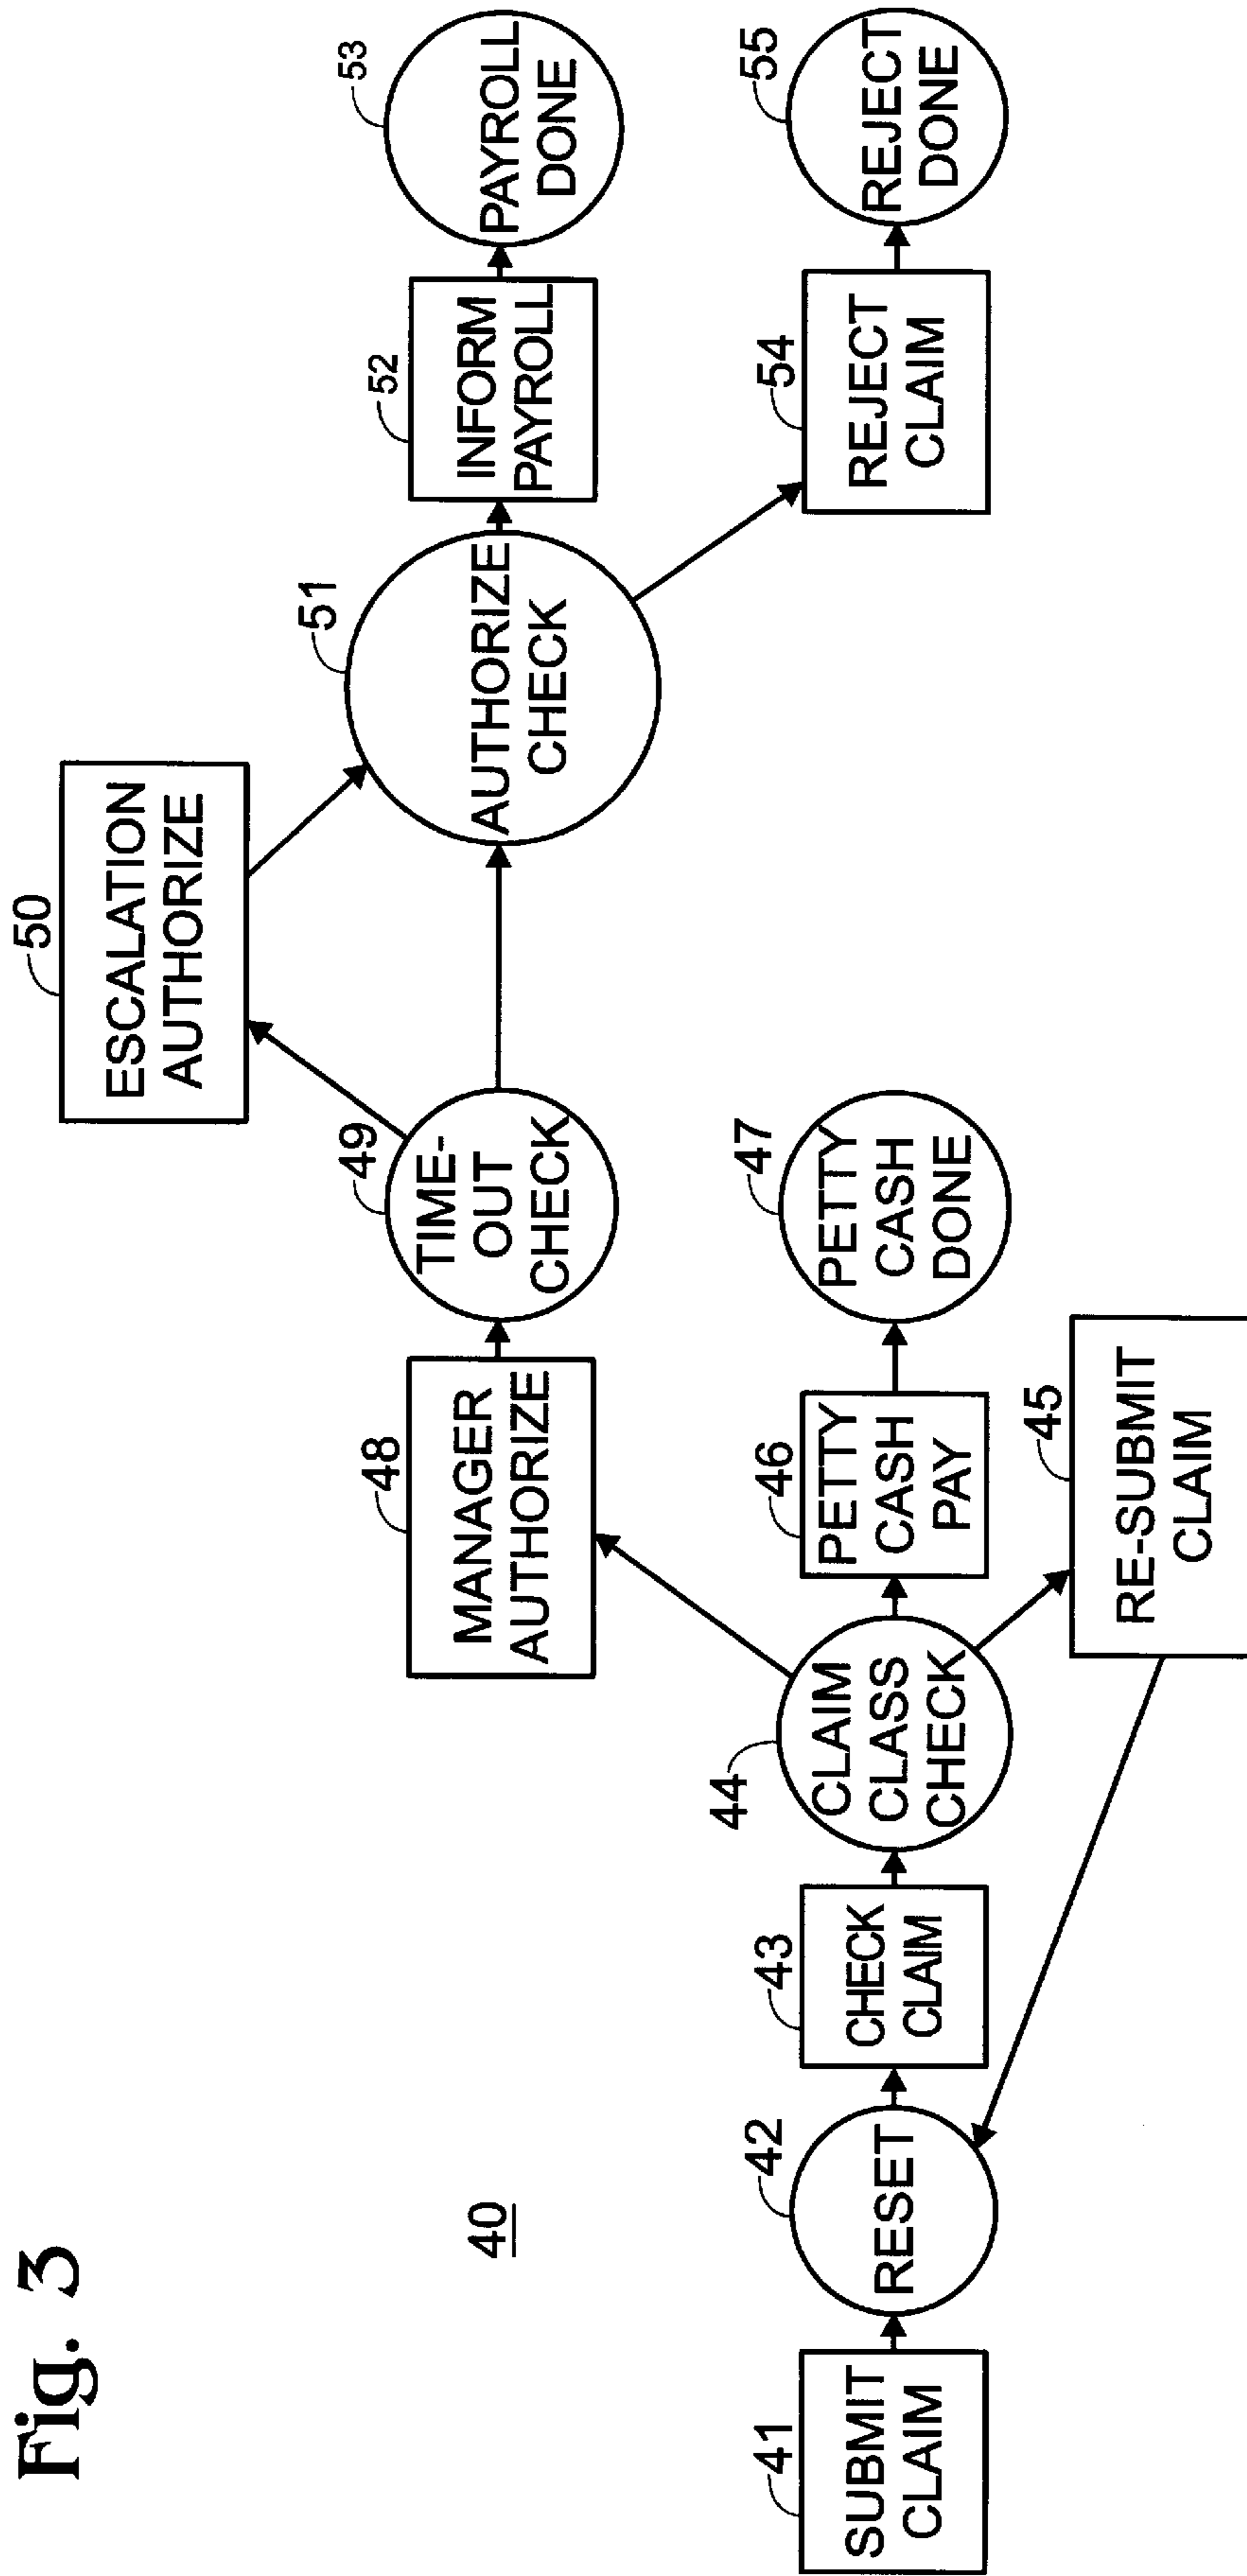 Fig. 3
40
41
SUBMIT
CLAIM
42
RESET
43
CHECK
CLAIM
44
CLAIM
CLASS
CHECK
45
RE-SUBMIT
CLAIM
46
PETTY
CASH
PAY
47
PETTY
CASH
DONE
48
MANAGER
AUTHORIZE
49
TIME-
OUT
CHECK
50
ESCALATION
AUTHORIZE
51
AUTHORIZE
CHECK
52
INFORM
PAYROLL
53
PAYROLL
DONE
54
REJECT
CLAIM
55
REJECT
DONE